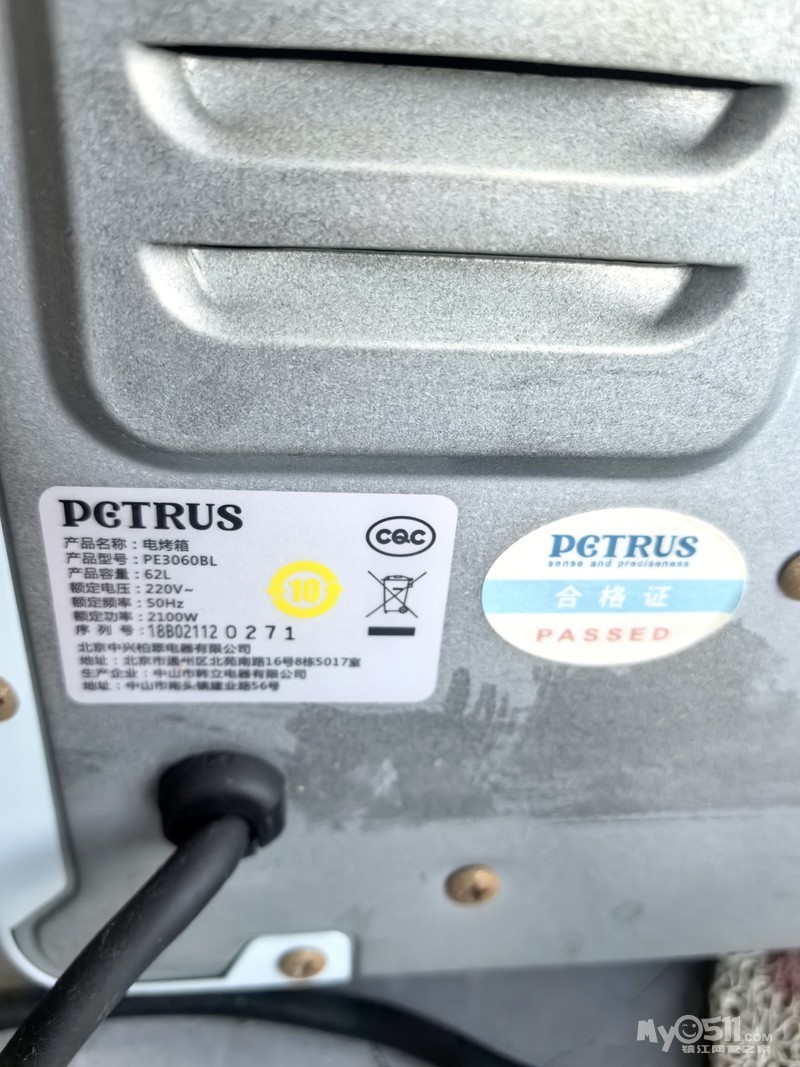 PETRUS
产品名称：电烤箱
产品型号：PE3060BL
产品容量：62L
额定电压：220V~
额定频率：50Hz
额定功率：2100W
序 列 号：18B02112 0 2 7 1
北京中兴柏翠电器有限公司
地址：北京市通州区北苑南路16号8栋5017室
生产企业：中山市韩立电器有限公司
地址：中山市南头镇建业路56号
10
CQC
PETRUS
sense and preciseness
合格证
PASSED
My0511.COM
镇江网友之家